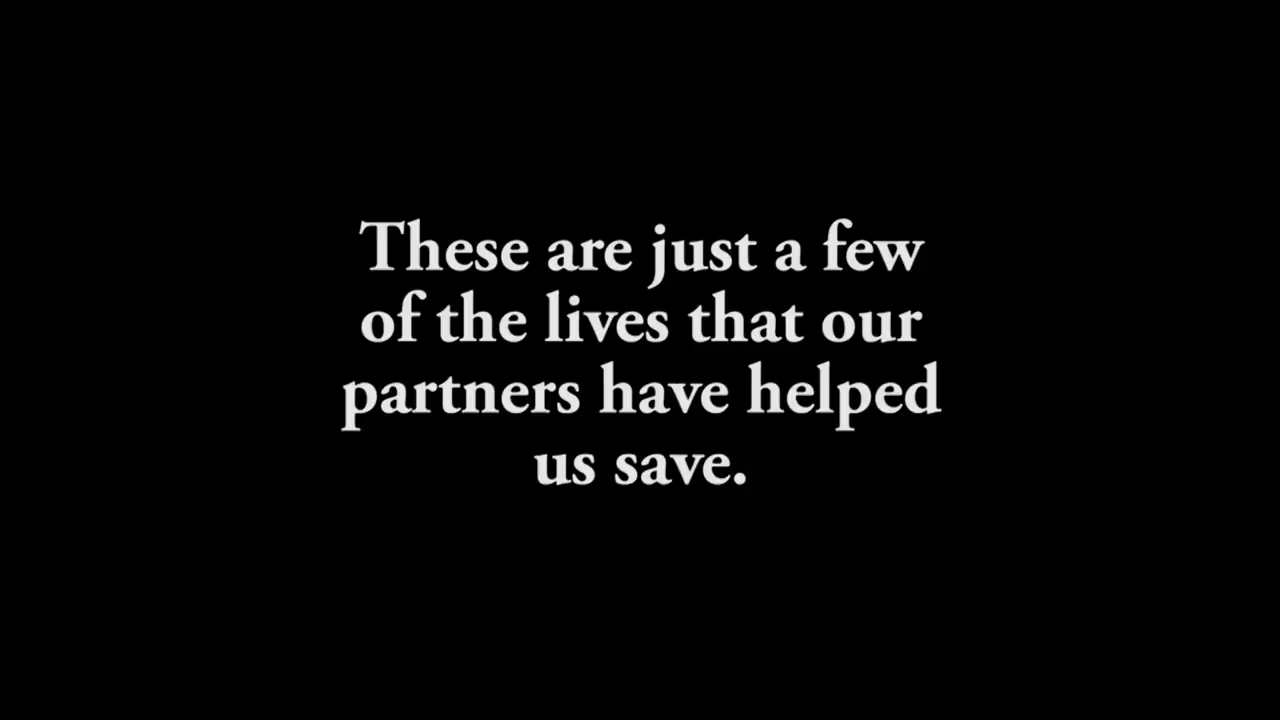 These are just a few
of the lives that our
partners have helped
us save.